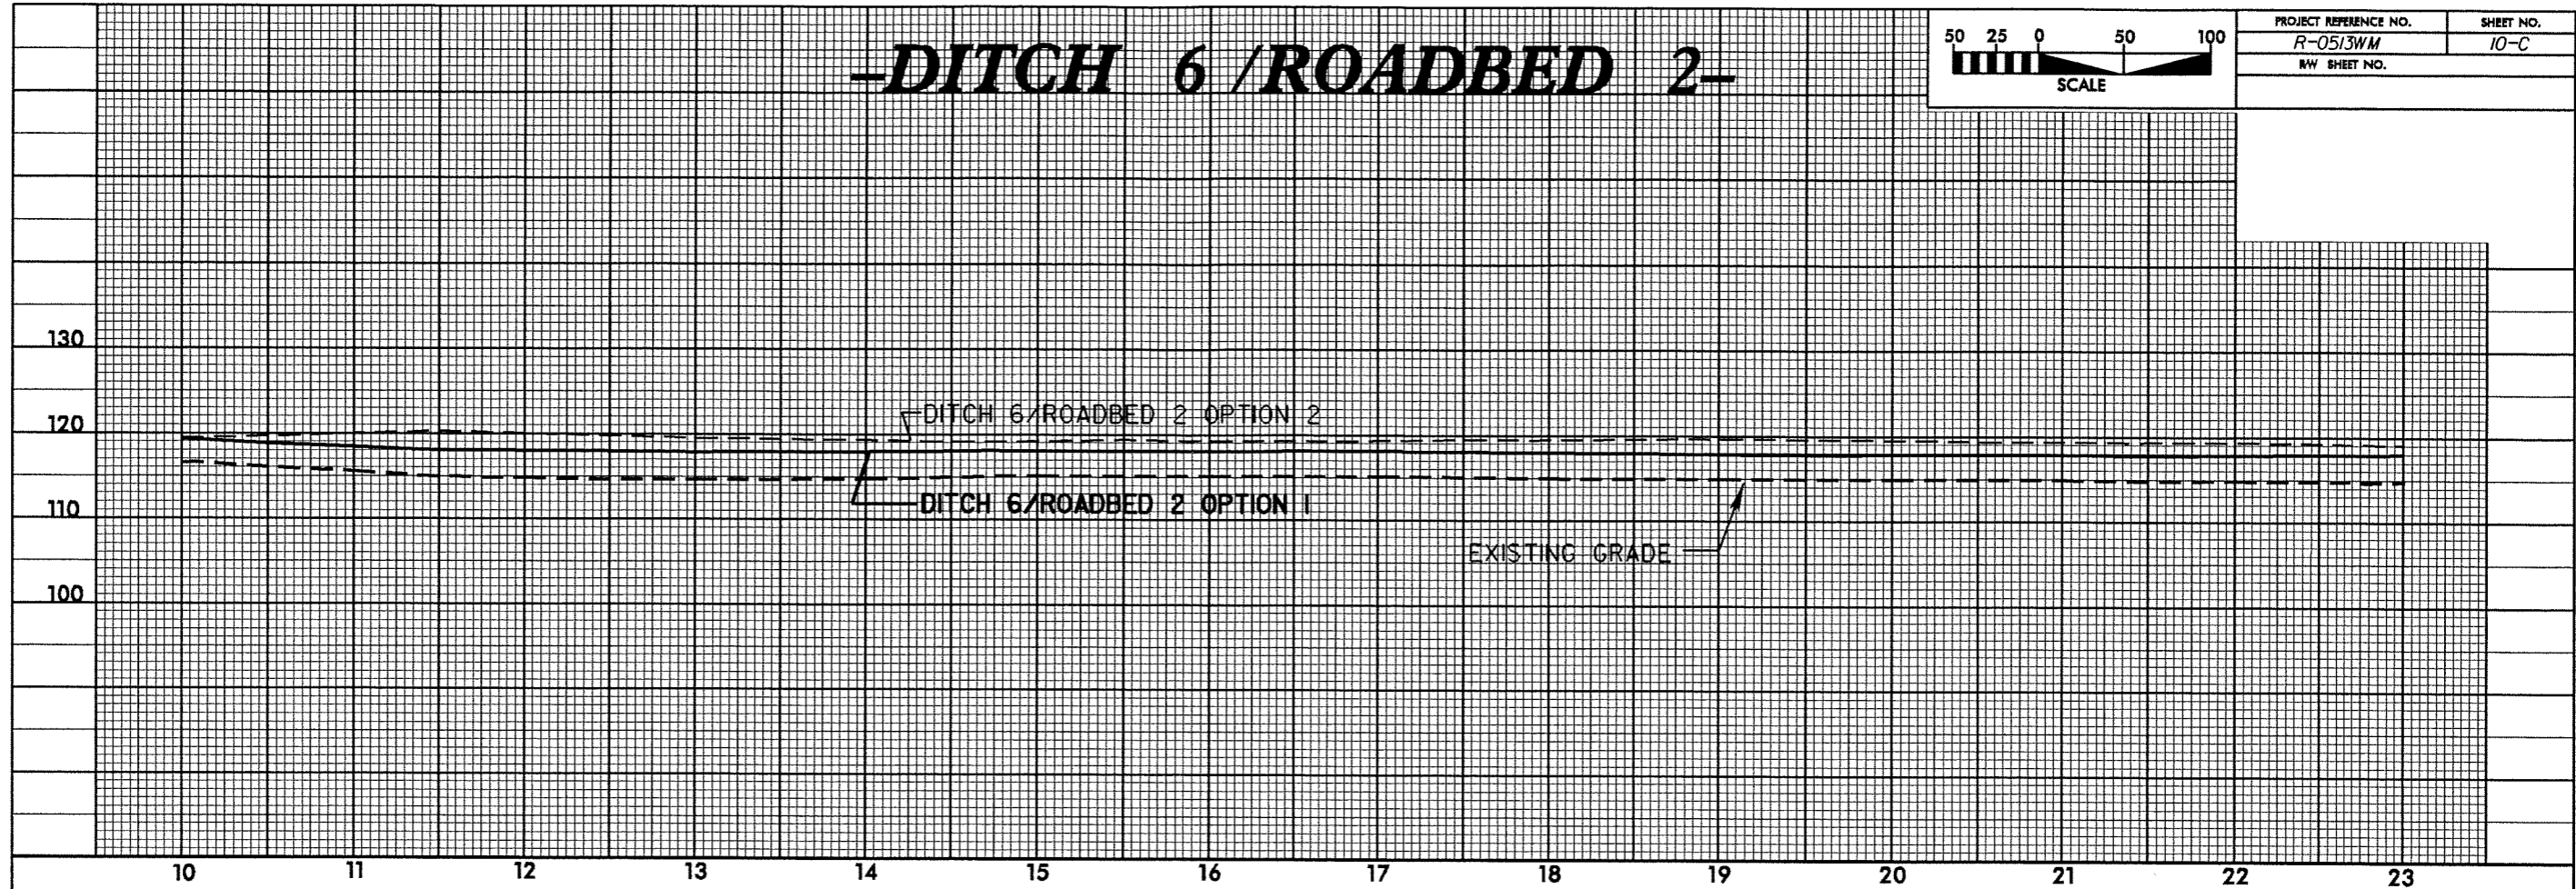 -DITCH 6 /ROADBED 2-
50 25 0 50 100
SCALE
PROJECT REFERENCE NO.
SHEET NO.
R-0513WM
10-C
RW SHEET NO.
130
120
110
100
DITCH 6/ROADBED 2 OPTION 2
DITCH 6/ROADBED 2 OPTION 1
EXISTING GRADE
10 11 12 13 14 15 16 17 18 19 20 21 22 23